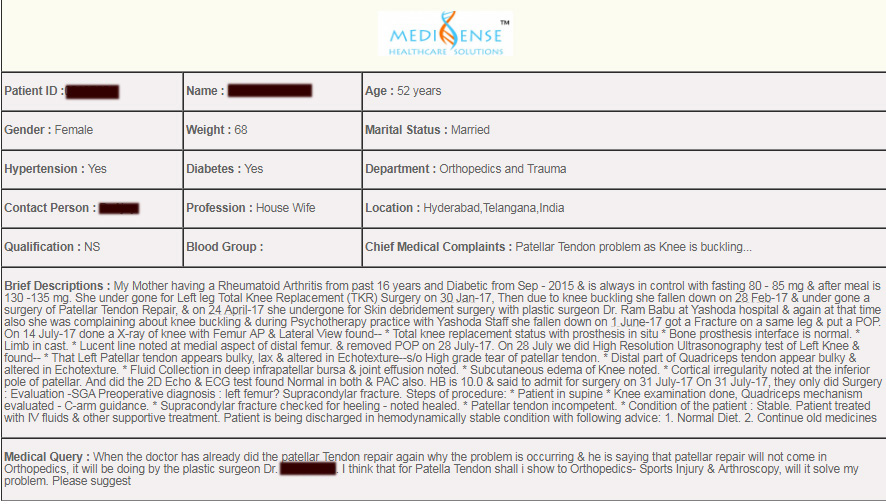 MEDISENSE™
HEALTHCARE SOLUTIONS
Patient ID :
Name :
Age : 52 years
Gender : Female
Weight : 68
Marital Status : Married
Hypertension : Yes
Diabetes : Yes
Department : Orthopedics and Trauma
Contact Person :
Profession : House Wife
Location : Hyderabad,Telangana,India
Qualification : NS
Blood Group :
Chief Medical Complaints : Patellar Tendon problem as Knee is buckling...
Brief Descriptions : My Mother having a Rheumatoid Arthritis from past 16 years and Diabetic from Sep - 2015 & is always in control with fasting 80 - 85 mg & after meal is
130 -135 mg. She under gone for Left leg Total Knee Replacement (TKR) Surgery on 30 Jan-17, Then due to knee buckling she fallen down on 28 Feb-17 & under gone a
surgery of Patellar Tendon Repair, & on 24 April-17 she undergone for Skin debridement surgery with plastic surgeon Dr. Ram Babu at Yashoda hospital & again at that time
also she was complaining about knee buckling & during Psychotherapy practice with Yashoda Staff she fallen down on 1 June-17 got a Fracture on a same leg & put a POP.
On 14 July-17 done a X-ray of knee with Femur AP & Lateral View found-- * Total knee replacement status with prosthesis in situ * Bone prosthesis interface is normal. *
Limb in cast. * Lucent line noted at medial aspect of distal femur. & removed POP on 28 July-17. On 28 July we did High Resolution Ultrasonography test of Left Knee &
found-- * That Left Patellar tendon appears bulky, lax & altered in Echotexture--s/o High grade tear of patellar tendon. * Distal part of Quadriceps tendon appear bulky &
altered in Echotexture. * Fluid Collection in deep infrapatellar bursa & joint effusion noted. * Subcutaneous edema of Knee noted. * Cortical irregularity noted at the inferior
pole of patellar. And did the 2D Echo & ECG test found Normal in both & PAC also. HB is 10.0 & said to admit for surgery on 31 July-17 On 31 July-17, they only did Surgery
: Evaluation -SGA Preoperative diagnosis : left femur? Supracondylar fracture. Steps of procedure: * Patient in supine * Knee examination done, Quadriceps mechanism
evaluated - C-arm guidance. * Supracondylar fracture checked for heeling - noted healed. * Patellar tendon incompetent. * Condition of the patient : Stable. Patient treated
with IV fluids & other supportive treatment. Patient is being discharged in hemodynamically stable condition with following advice: 1. Normal Diet. 2. Continue old medicines
Medical Query : When the doctor has already did the patellar Tendon repair again why the problem is occurring & he is saying that patellar repair will not come in
Orthopedics, it will be doing by the plastic surgeon Dr. . I think that for Patella Tendon shall i show to Orthopedics- Sports Injury & Arthroscopy, will it solve my
problem. Please suggest